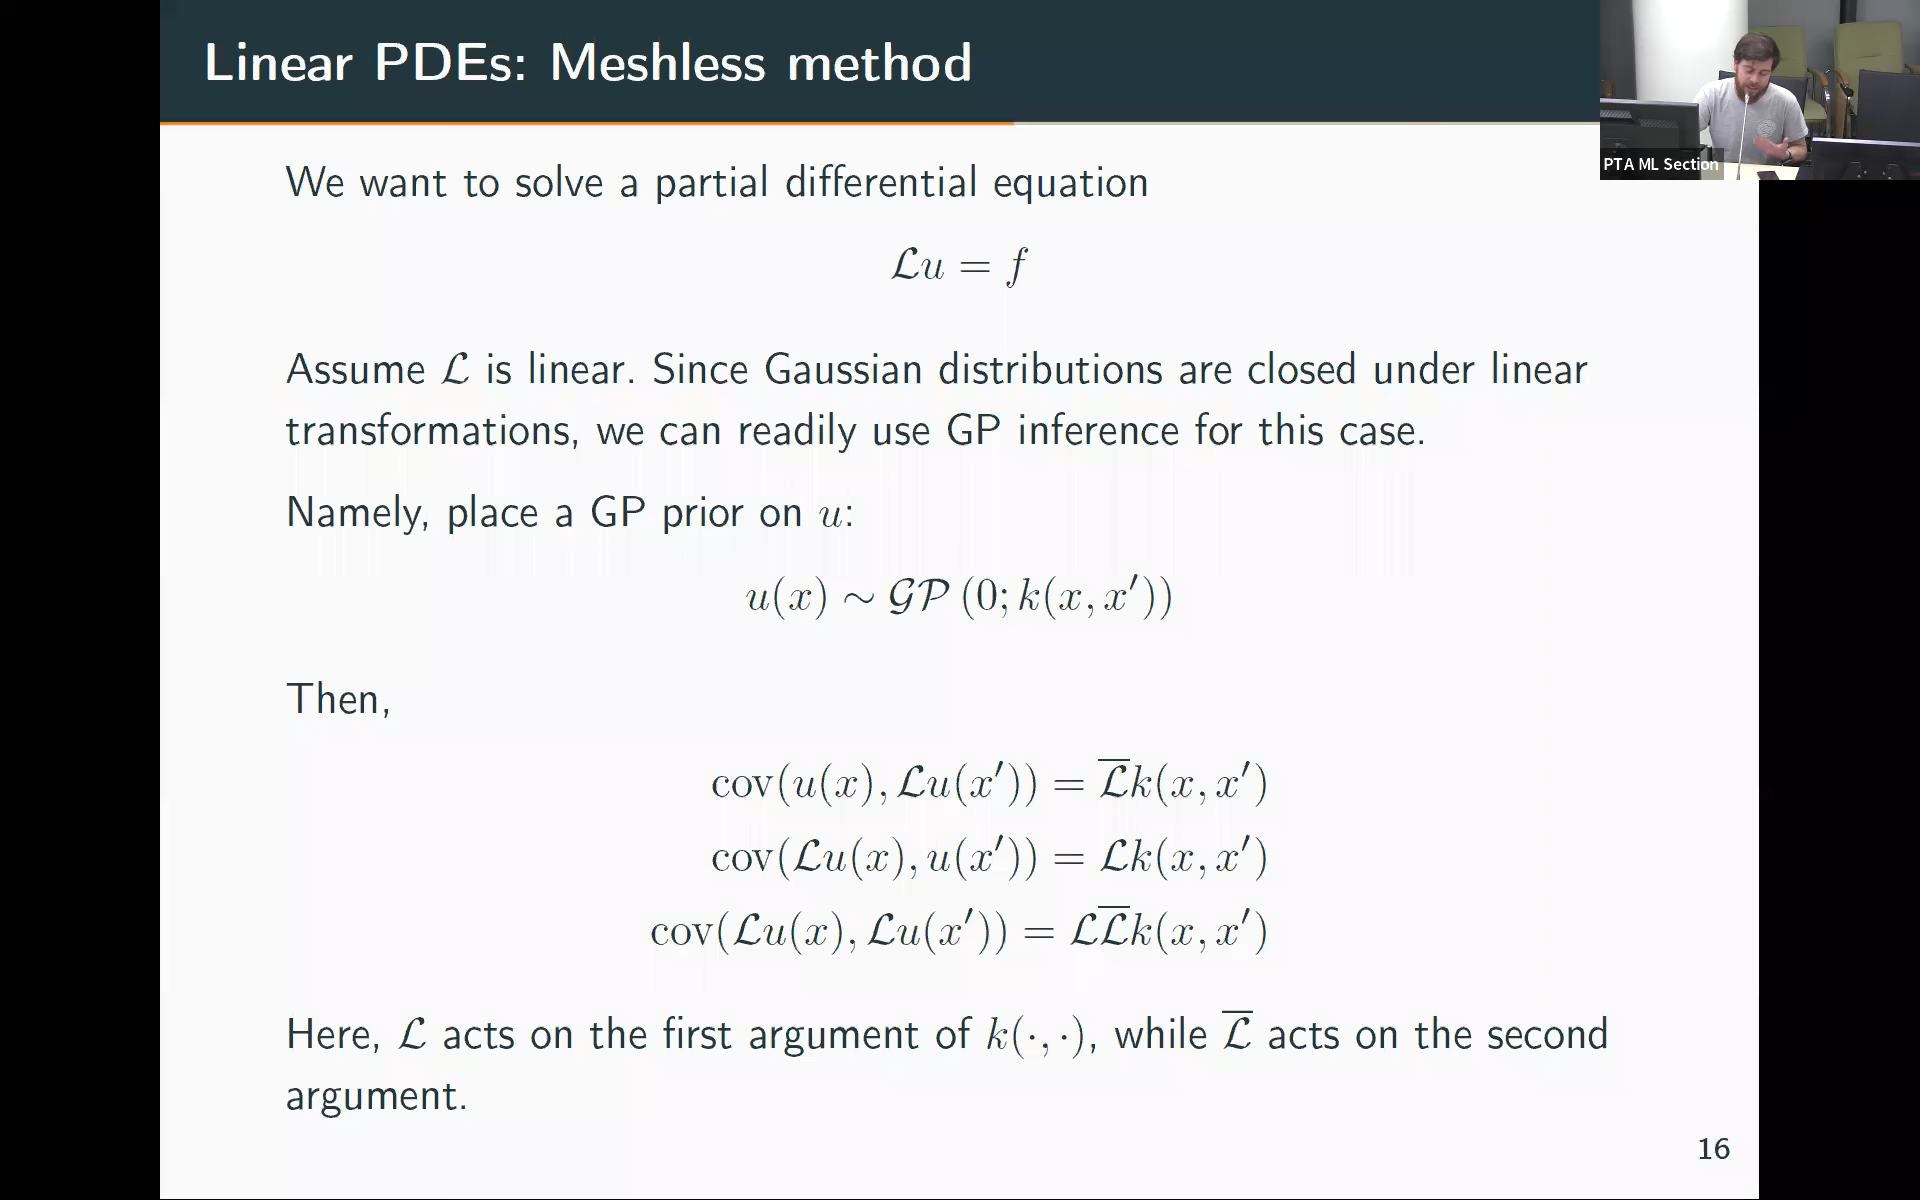 Linear PDEs: Meshless method
PTA ML Section
We want to solve a partial differential equation
ℒu = f
Assume ℒ is linear. Since Gaussian distributions are closed under linear
transformations, we can readily use GP inference for this case.
Namely, place a GP prior on u:
u(x) ∼ 𝒢𝒫 (0; k(x, x′))
Then,
cov(u(x), ℒu(x′)) = ℒ̅k(x, x′)
cov(ℒu(x), u(x′)) = ℒk(x, x′)
cov(ℒu(x), ℒu(x′)) = ℒℒ̅k(x, x′)
Here, ℒ acts on the first argument of k(·, ·), while ℒ̅ acts on the second
argument.
16